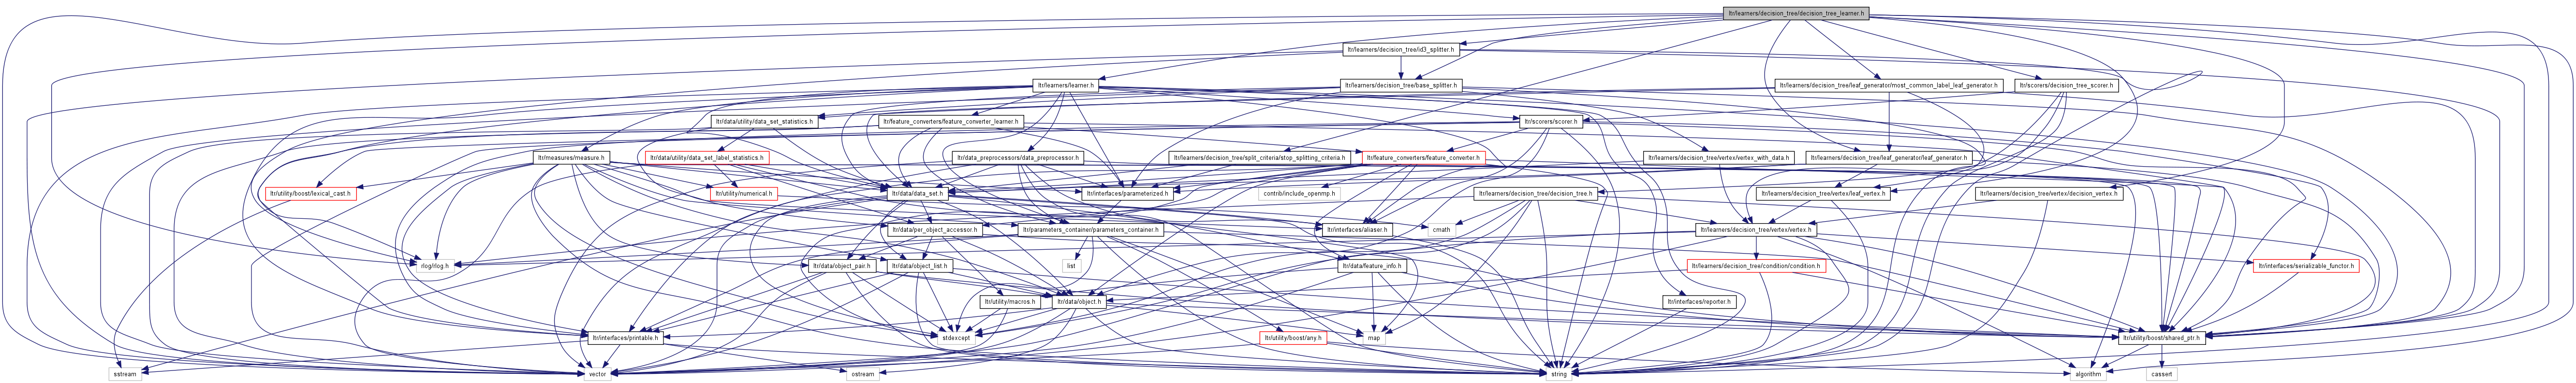 ltr/learners/decision_tree/decision_tree_learner.h
ltr/learners/decision_tree/id3_splitter.h
ltr/learners/learner.h
ltr/learners/decision_tree/base_splitter.h
ltr/learners/decision_tree/leaf_generator/most_common_label_leaf_generator.h
ltr/scorers/decision_tree_scorer.h
ltr/data/utility/data_set_statistics.h
ltr/feature_converters/feature_converter_learner.h
ltr/scorers/scorer.h
ltr/measures/measure.h
ltr/data/utility/data_set_label_statistics.h
ltr/data_preprocessors/data_preprocessor.h
ltr/learners/decision_tree/split_criteria/stop_splitting_criteria.h
ltr/feature_converters/feature_converter.h
ltr/learners/decision_tree/vertex/vertex_with_data.h
ltr/learners/decision_tree/leaf_generator/leaf_generator.h
ltr/utility/boost/lexical_cast.h
ltr/utility/numerical.h
ltr/data/data_set.h
ltr/interfaces/parameterized.h
contrib/include_openmp.h
ltr/learners/decision_tree/decision_tree.h
ltr/learners/decision_tree/vertex/leaf_vertex.h
ltr/learners/decision_tree/vertex/decision_vertex.h
ltr/data/per_object_accessor.h
ltr/parameters_container/parameters_container.h
ltr/interfaces/aliaser.h
cmath
ltr/learners/decision_tree/vertex/vertex.h
rlog/rlog.h
ltr/data/object_pair.h
ltr/data/object_list.h
list
ltr/data/feature_info.h
ltr/learners/decision_tree/condition/condition.h
ltr/interfaces/serializable_functor.h
ltr/utility/macros.h
ltr/data/object.h
ltr/interfaces/reporter.h
ltr/interfaces/printable.h
stdexcept
ltr/utility/boost/any.h
map
ltr/utility/boost/shared_ptr.h
sstream
vector
ostream
string
algorithm
cassert